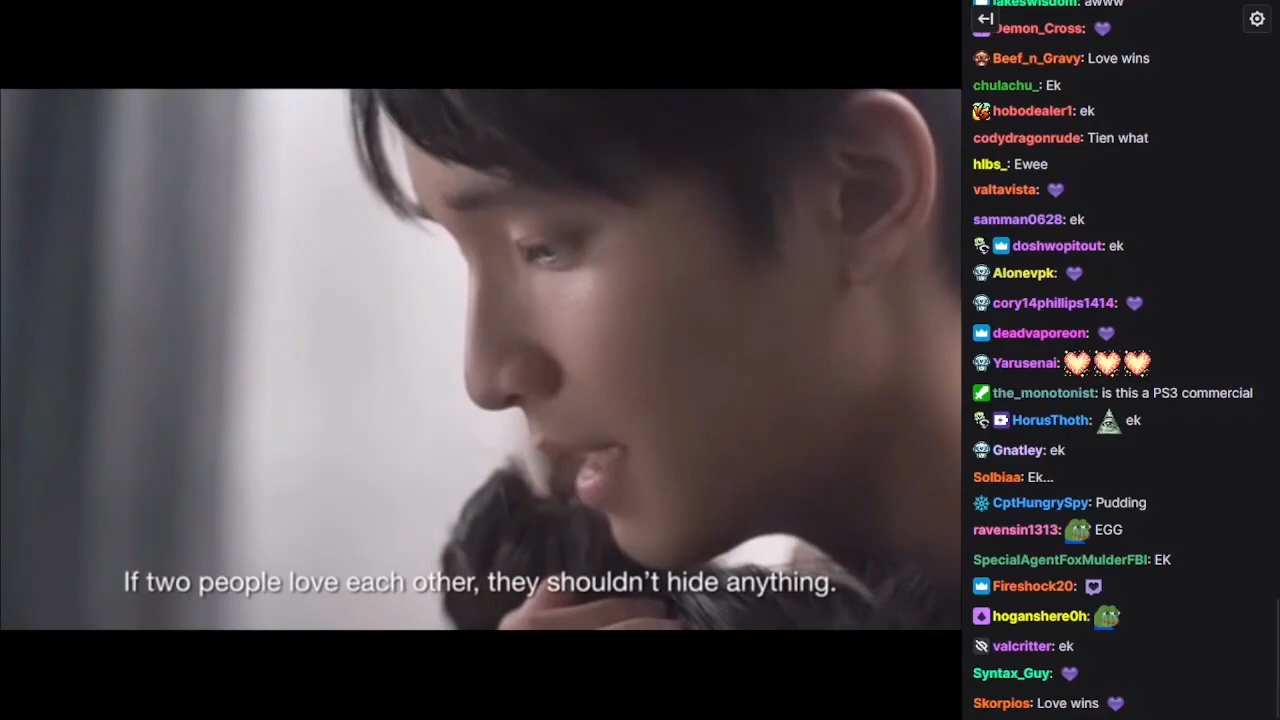 lakeswisdom: awww
Demon_Cross:
Beef_n_Gravy: Love wins
chulachu_: Ek
hobodealer1: ek
codydragonrude: Tien what
hlbs_: Ewee
valtavista:
samman0628: ek
doshwopitout: ek
Alonevpk:
cory14phillips1414:
deadvaporeon:
Yarusenai:
the_monotonist: is this a PS3 commercial
HorusThoth: ek
Gnatley: ek
Solbiaa: Ek...
CptHungrySpy: Pudding
ravensin1313: EGG
SpecialAgentFoxMulderFBI: EK
Fireshock20:
hoganshere0h:
valcritter: ek
Syntax_Guy:
Skorpios: Love wins
If two people love each other, they shouldn't hide anything.